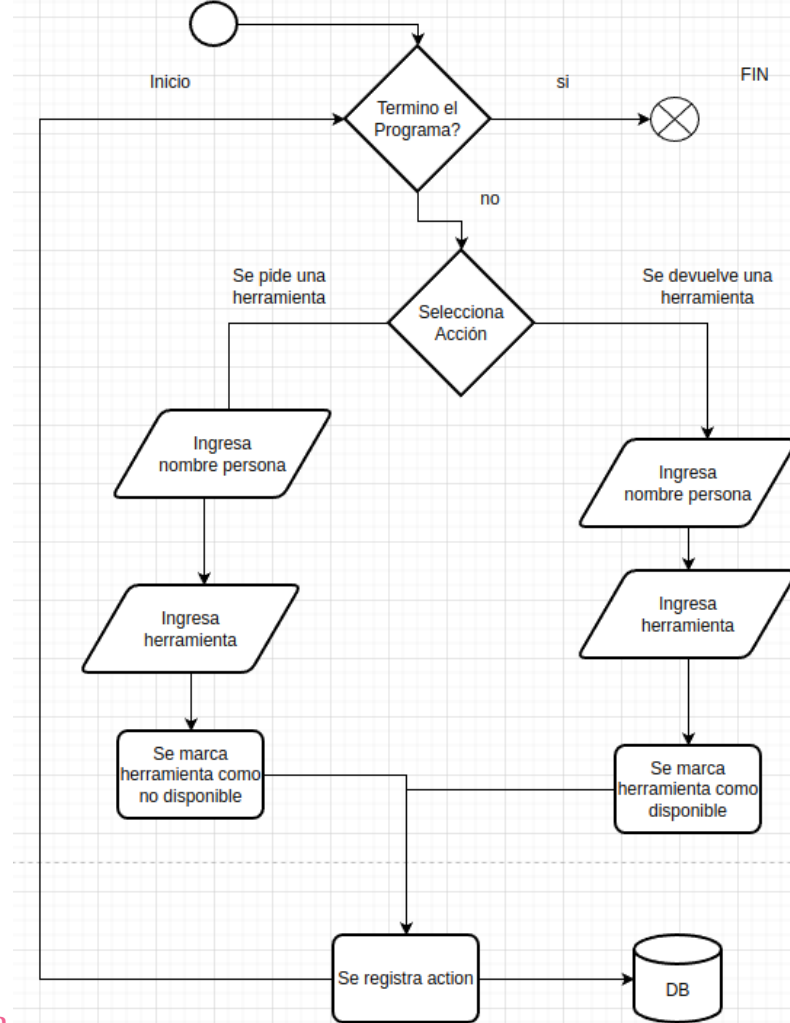 Inicio
Termino el
Programa?
si
FIN
no
Se pide una
herramienta
Selecciona
Acción
Se devuelve una
herramienta
Ingresa
nombre persona
Ingresa
nombre persona
Ingresa
herramienta
Ingresa
herramienta
Se marca
herramienta como
no disponible
Se marca
herramienta como
disponible
Se registra action
DB